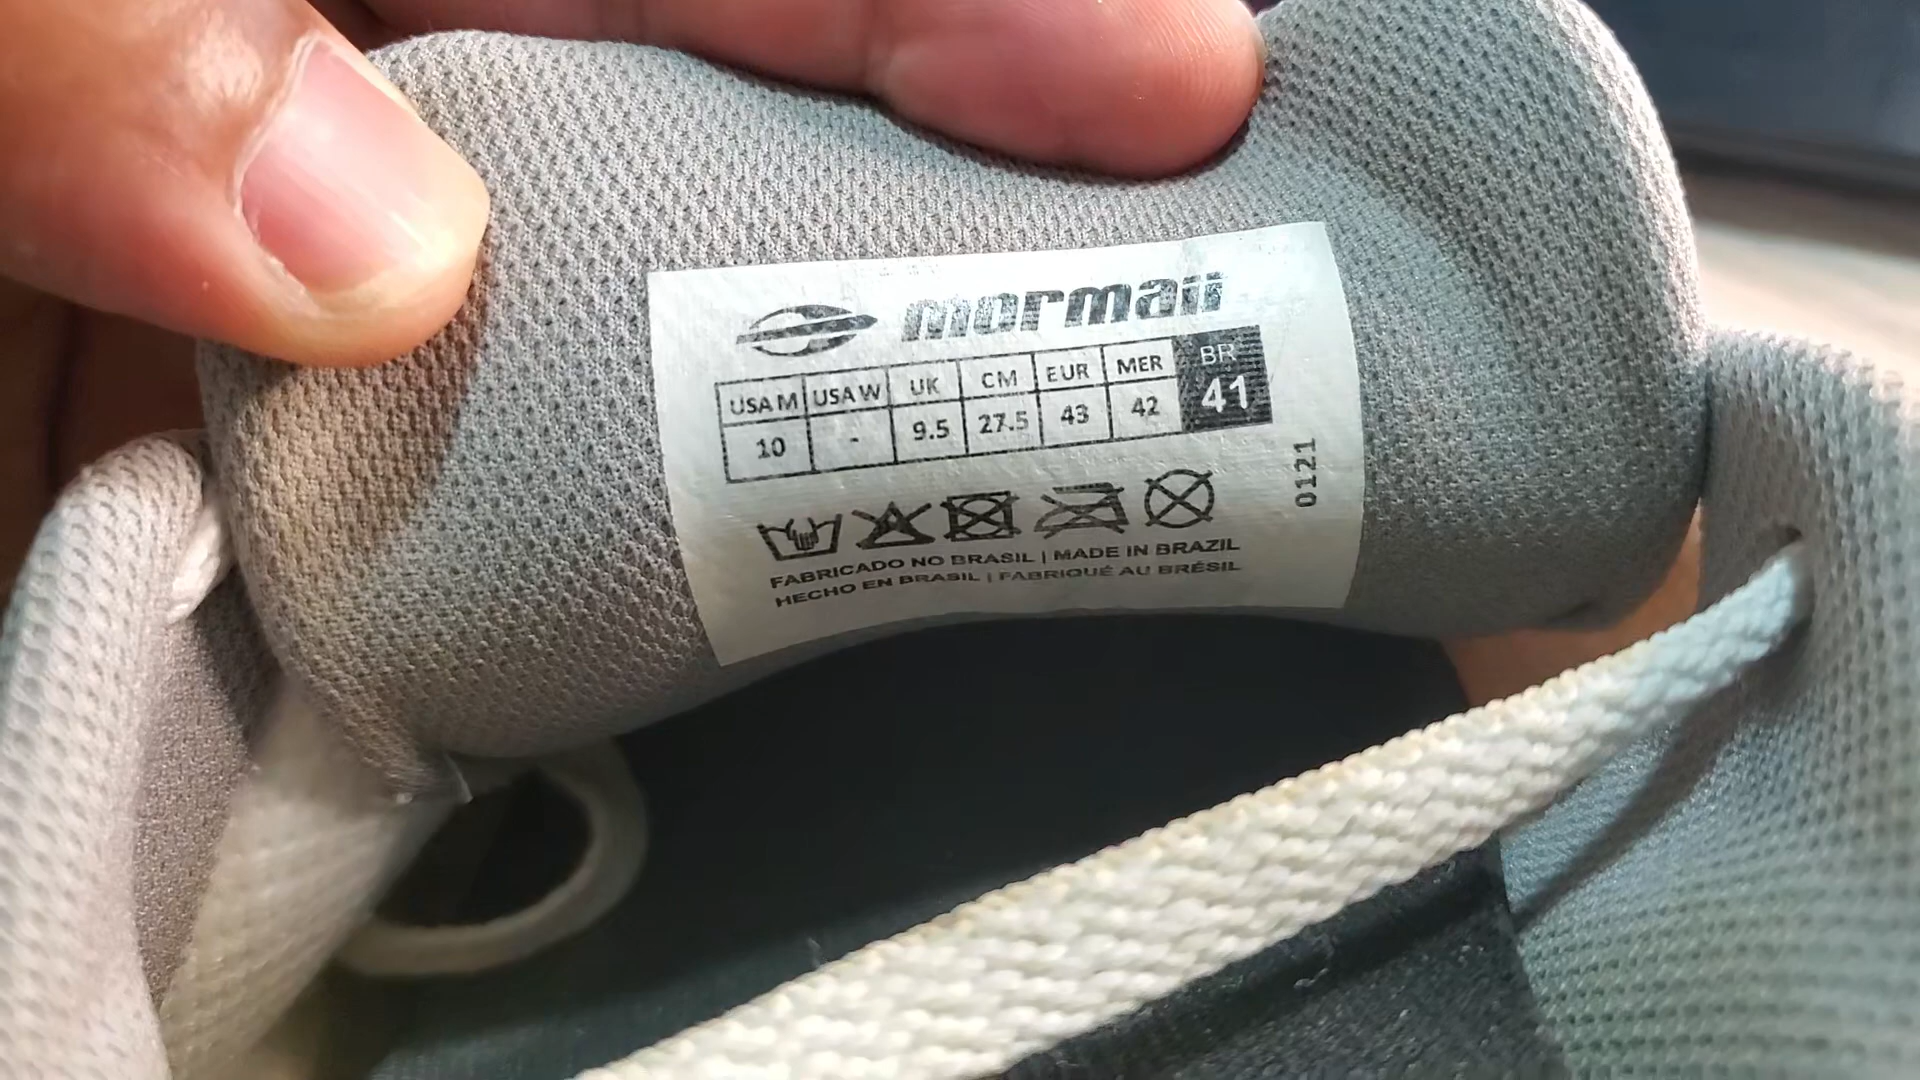 mormaii
USA M USA W UK CM EUR MER BR
10 - 9.5 27.5 43 42 41
0121
FABRICADO NO BRASIL | MADE IN BRAZIL
HECHO EN BRASIL | FABRIQUÉ AU BRÉSIL